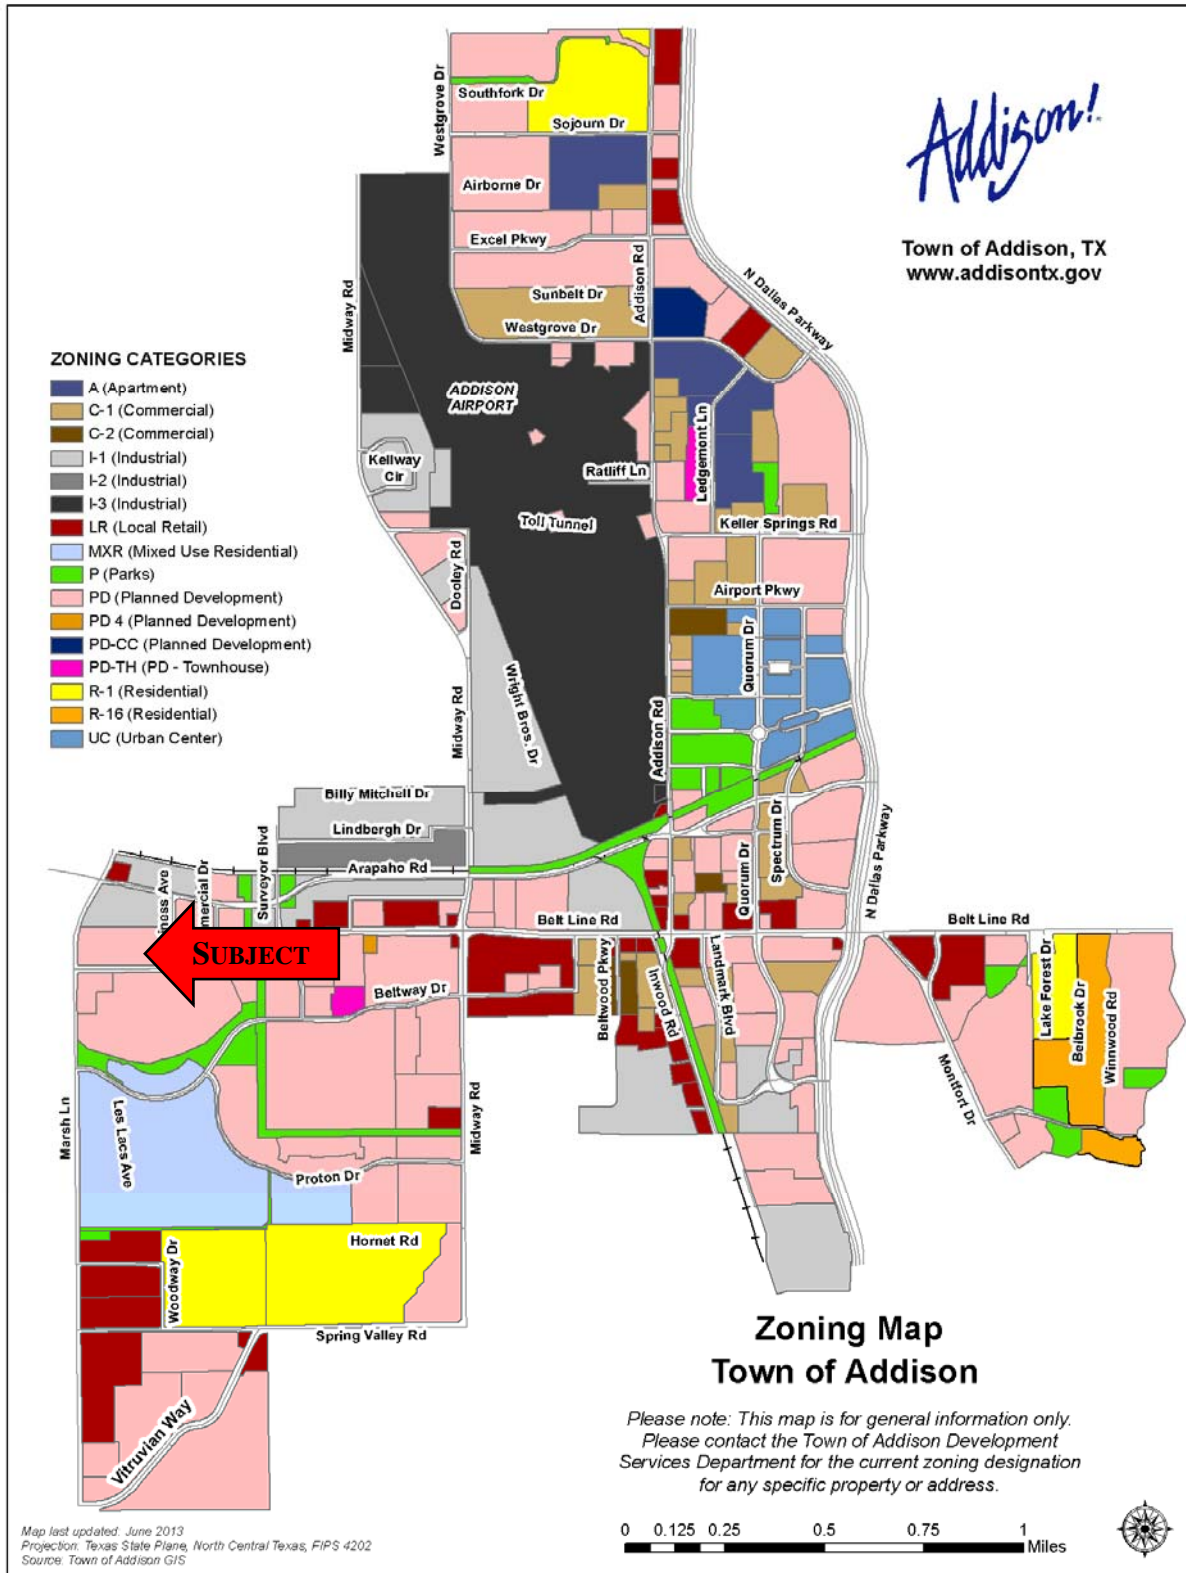 Addison!
Town of Addison, TX
www.addisontx.gov
Westgrove Dr
Southfork Dr
Sojourn Dr
Airborne Dr
Excel Pkwy
Addison Rd
N Dallas Parkway
Sunbelt Dr
Westgrove Dr
Midway Rd
ZONING CATEGORIES
A (Apartment)
C-1 (Commercial)
C-2 (Commercial)
I-1 (Industrial)
I-2 (Industrial)
I-3 (Industrial)
LR (Local Retail)
MXR (Mixed Use Residential)
P (Parks)
PD (Planned Development)
PD 4 (Planned Development)
PD-CC (Planned Development)
PD-TH (PD - Townhouse)
R-1 (Residential)
R-16 (Residential)
UC (Urban Center)
ADDISON
AIRPORT
Kellway
Cir
Ratliff Ln
Ledgemont Ln
Toll Tunnel
Keller Springs Rd
Dooley Rd
Airport Pkwy
Quorum Dr
Wright Bros. Dr
Midway Rd
Addison Rd
Billy Mitchell Dr
Lindbergh Dr
Arapaho Rd
Surveyor Blvd
Spectrum Dr
Quorum Dr
N Dallas Parkway
iness Ave
mmercial Dr
Belt Line Rd
Belt Line Rd
SUBJECT
Beltway Dr
Beltwood Pkwy
Inwood Rd
Landmark Blvd
Lake Forest Dr
Belbrook Dr
Winnwood Rd
Montfort Dr
Marsh Ln
Les Lacs Ave
Midway Rd
Proton Dr
Hornet Rd
Woodway Dr
Spring Valley Rd
Vitruvian Way
Zoning Map
Town of Addison
Please note: This map is for general information only.
Please contact the Town of Addison Development
Services Department for the current zoning designation
for any specific property or address.
0 0.125 0.25 0.5 0.75 1
Miles
Map last updated: June 2013
Projection: Texas State Plane, North Central Texas, FIPS 4202
Source: Town of Addison GIS